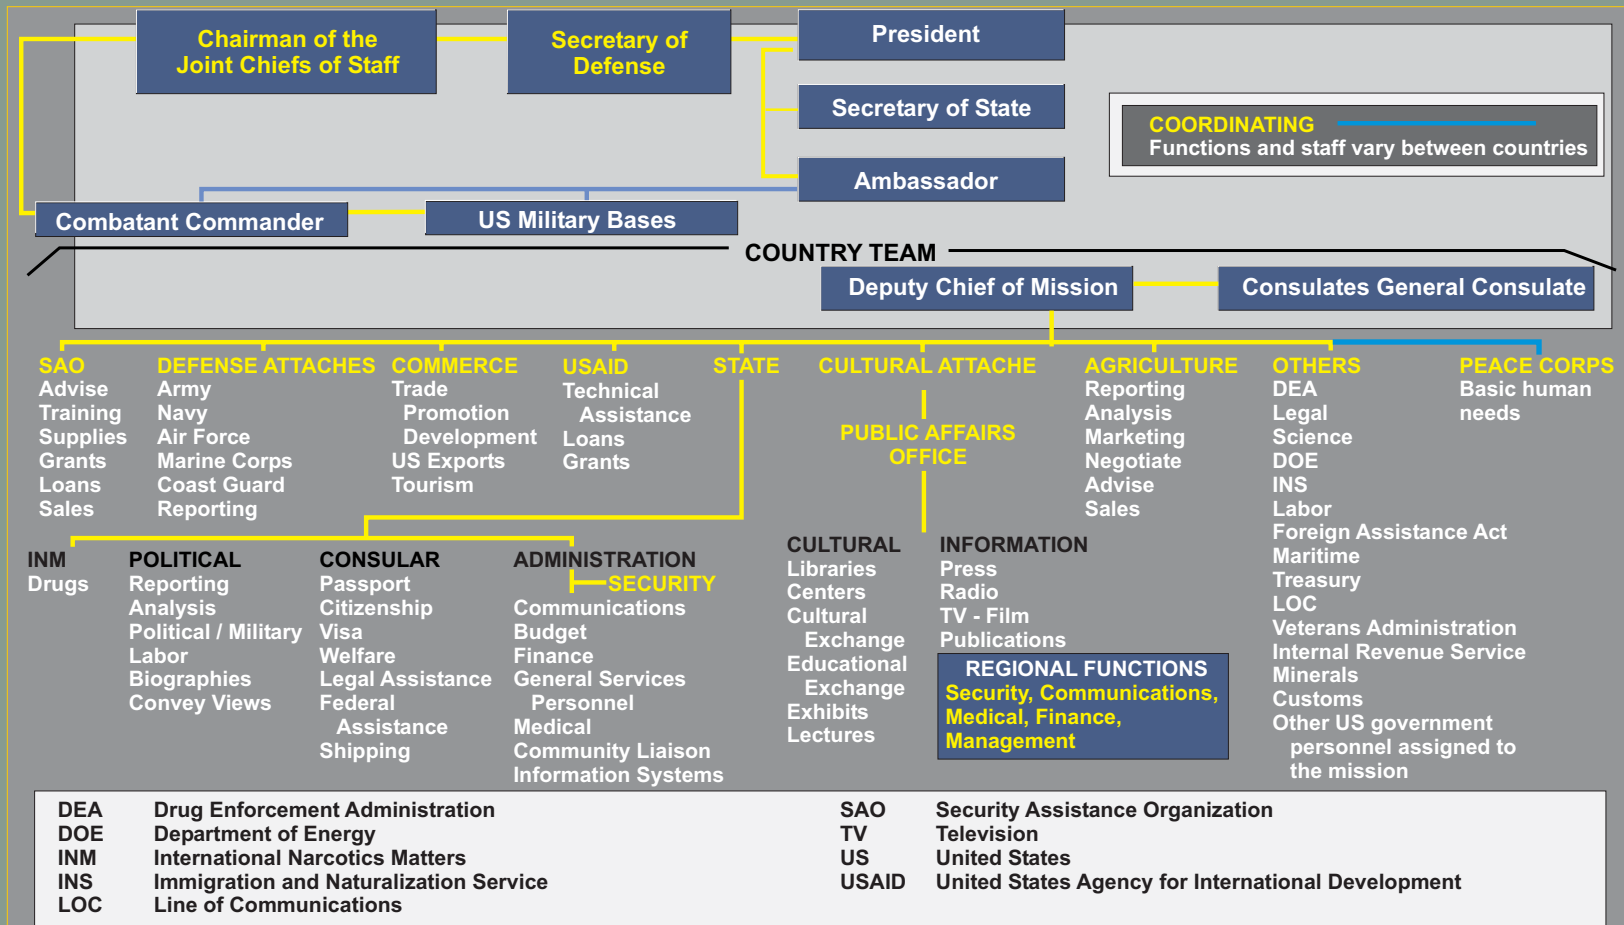 Chairman of the
Joint Chiefs of Staff
Secretary of
Defense
President
Secretary of State
COORDINATING
Functions and staff vary between countries
Ambassador
Combatant Commander
US Military Bases
COUNTRY TEAM
Deputy Chief of Mission
Consulates General Consulate
SAO
Advise
Training
Supplies
Grants
Loans
Sales
DEFENSE ATTACHES
Army
Navy
Air Force
Marine Corps
Coast Guard
Reporting
COMMERCE
Trade
Promotion
Development
US Exports
Tourism
USAID
Technical
Assistance
Loans
Grants
STATE
CULTURAL ATTACHE
PUBLIC AFFAIRS
OFFICE
AGRICULTURE
Reporting
Analysis
Marketing
Negotiate
Advise
Sales
OTHERS
DEA
Legal
Science
DOE
INS
Labor
Foreign Assistance Act
Maritime
Treasury
LOC
Veterans Administration
Internal Revenue Service
Minerals
Customs
Other US government
personnel assigned to
the mission
PEACE CORPS
Basic human
needs
INM
Drugs
POLITICAL
Reporting
Analysis
Political / Military
Labor
Biographies
Convey Views
CONSULAR
Passport
Citizenship
Visa
Welfare
Legal Assistance
Federal
Assistance
Shipping
ADMINISTRATION
SECURITY
Communications
Budget
Finance
General Services
Personnel
Medical
Community Liaison
Information Systems
CULTURAL
Libraries
Centers
Cultural
Exchange
Educational
Exchange
Exhibits
Lectures
INFORMATION
Press
Radio
TV - Film
Publications
REGIONAL FUNCTIONS
Security, Communications,
Medical, Finance,
Management
DEA Drug Enforcement Administration
DOE Department of Energy
INM International Narcotics Matters
INS Immigration and Naturalization Service
LOC Line of Communications
SAO Security Assistance Organization
TV Television
US United States
USAID United States Agency for International Development